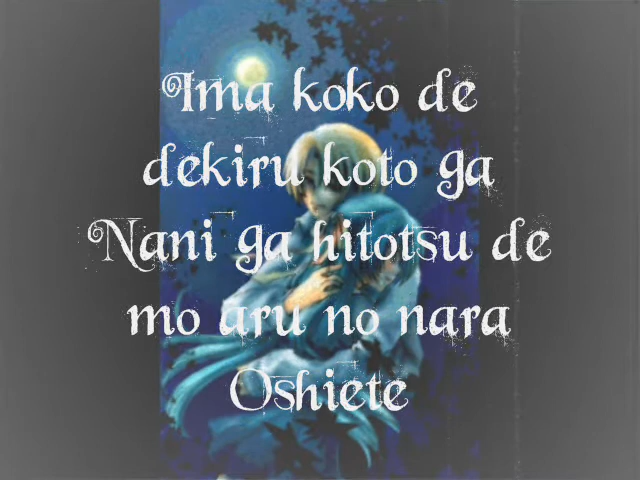 Ima koko de
dekiru koto ga
Nani ga hitotsu de
mo aru no nara
Oshiete